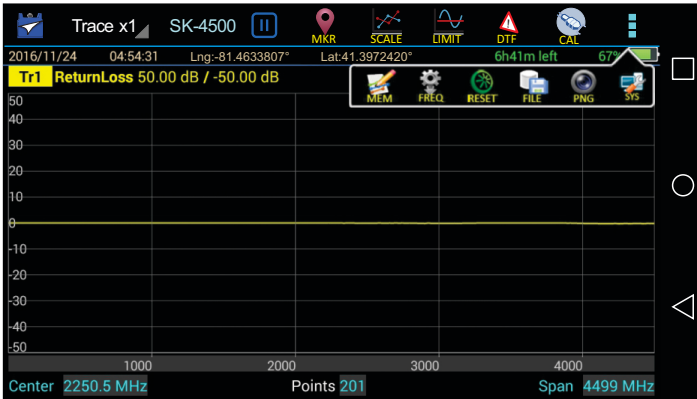 Trace x1 SK-4500 MKR SCALE LIMIT DTF CAL
2016/11/24 04:54:31 Lng:-81.4633807° Lat:41.3972420° 6h41m left 67%
Tr1 ReturnLoss 50.00 dB / -50.00 dB
MEM FREQ RESET FILE PNG SYS
50
40
30
20
10
0
-10
-20
-30
-40
-50
1000 2000 3000 4000
Center 2250.5 MHz Points 201 Span 4499 MHz